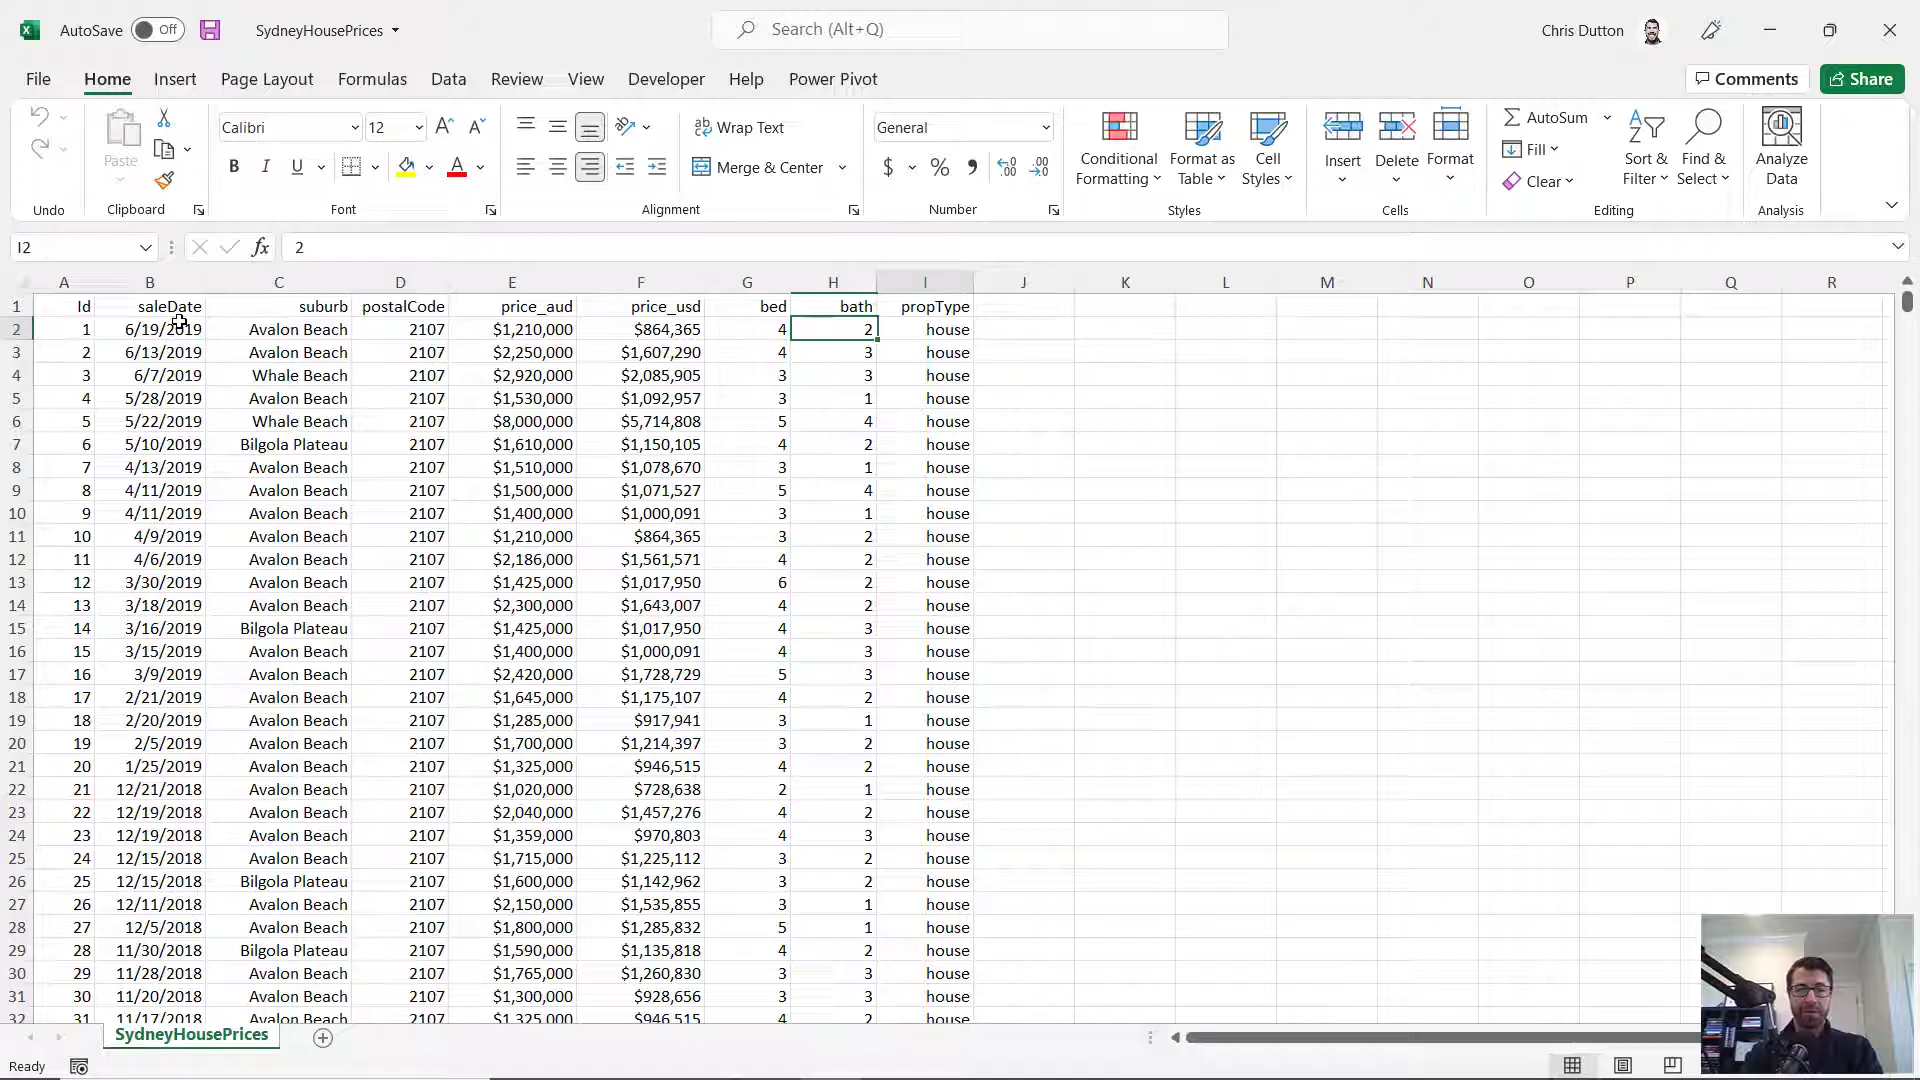 AutoSave Off SydneyHousePrices Search (Alt+Q) Chris Dutton
File Home Insert Page Layout Formulas Data Review View Developer Help Power Pivot Comments Share
Paste
Calibri 12
B I U A
Wrap Text
Merge & Center
General
$ % ,
Conditional Formatting
Format as Table
Cell Styles
Insert Delete Format
AutoSum
Fill
Clear
Sort & Filter
Find & Select
Analyze Data
Undo Clipboard Font Alignment Number Styles Cells Editing Analysis
I2 fx 2
A B C D E F G H I J K L M N O P Q R
1 Id saleDate suburb postalCode price_aud price_usd bed bath propType
2 1 6/19/2019 Avalon Beach 2107 $1,210,000 $864,365 4 2 house
3 2 6/13/2019 Avalon Beach 2107 $2,250,000 $1,607,290 4 3 house
4 3 6/7/2019 Whale Beach 2107 $2,920,000 $2,085,905 3 3 house
5 4 5/28/2019 Avalon Beach 2107 $1,530,000 $1,092,957 3 1 house
6 5 5/22/2019 Whale Beach 2107 $8,000,000 $5,714,808 5 4 house
7 6 5/10/2019 Bilgola Plateau 2107 $1,610,000 $1,150,105 4 2 house
8 7 4/13/2019 Avalon Beach 2107 $1,510,000 $1,078,670 3 1 house
9 8 4/11/2019 Avalon Beach 2107 $1,500,000 $1,071,527 5 4 house
10 9 4/11/2019 Avalon Beach 2107 $1,400,000 $1,000,091 3 1 house
11 10 4/9/2019 Avalon Beach 2107 $1,210,000 $864,365 3 2 house
12 11 4/6/2019 Avalon Beach 2107 $2,186,000 $1,561,571 4 2 house
13 12 3/30/2019 Avalon Beach 2107 $1,425,000 $1,017,950 6 2 house
14 13 3/18/2019 Avalon Beach 2107 $2,300,000 $1,643,007 4 2 house
15 14 3/16/2019 Bilgola Plateau 2107 $1,425,000 $1,017,950 4 3 house
16 15 3/15/2019 Avalon Beach 2107 $1,400,000 $1,000,091 4 3 house
17 16 3/9/2019 Avalon Beach 2107 $2,420,000 $1,728,729 5 3 house
18 17 2/21/2019 Avalon Beach 2107 $1,645,000 $1,175,107 4 2 house
19 18 2/20/2019 Avalon Beach 2107 $1,285,000 $917,941 3 1 house
20 19 2/5/2019 Avalon Beach 2107 $1,700,000 $1,214,397 3 2 house
21 20 1/25/2019 Avalon Beach 2107 $1,325,000 $946,515 4 2 house
22 21 12/21/2018 Avalon Beach 2107 $1,020,000 $728,638 2 1 house
23 22 12/19/2018 Avalon Beach 2107 $2,040,000 $1,457,276 4 2 house
24 23 12/19/2018 Avalon Beach 2107 $1,359,000 $970,803 4 3 house
25 24 12/15/2018 Avalon Beach 2107 $1,715,000 $1,225,112 3 2 house
26 25 12/15/2018 Bilgola Plateau 2107 $1,600,000 $1,142,962 3 2 house
27 26 12/11/2018 Avalon Beach 2107 $2,150,000 $1,535,855 3 1 house
28 27 12/5/2018 Avalon Beach 2107 $1,800,000 $1,285,832 5 1 house
29 28 11/30/2018 Bilgola Plateau 2107 $1,590,000 $1,135,818 4 2 house
30 29 11/28/2018 Avalon Beach 2107 $1,765,000 $1,260,830 3 3 house
31 30 11/20/2018 Avalon Beach 2107 $1,300,000 $928,656 3 3 house
32 31 11/17/2018 Avalon Beach 2107 $1,325,000 $946,515 4 2 house
SydneyHousePrices
Ready